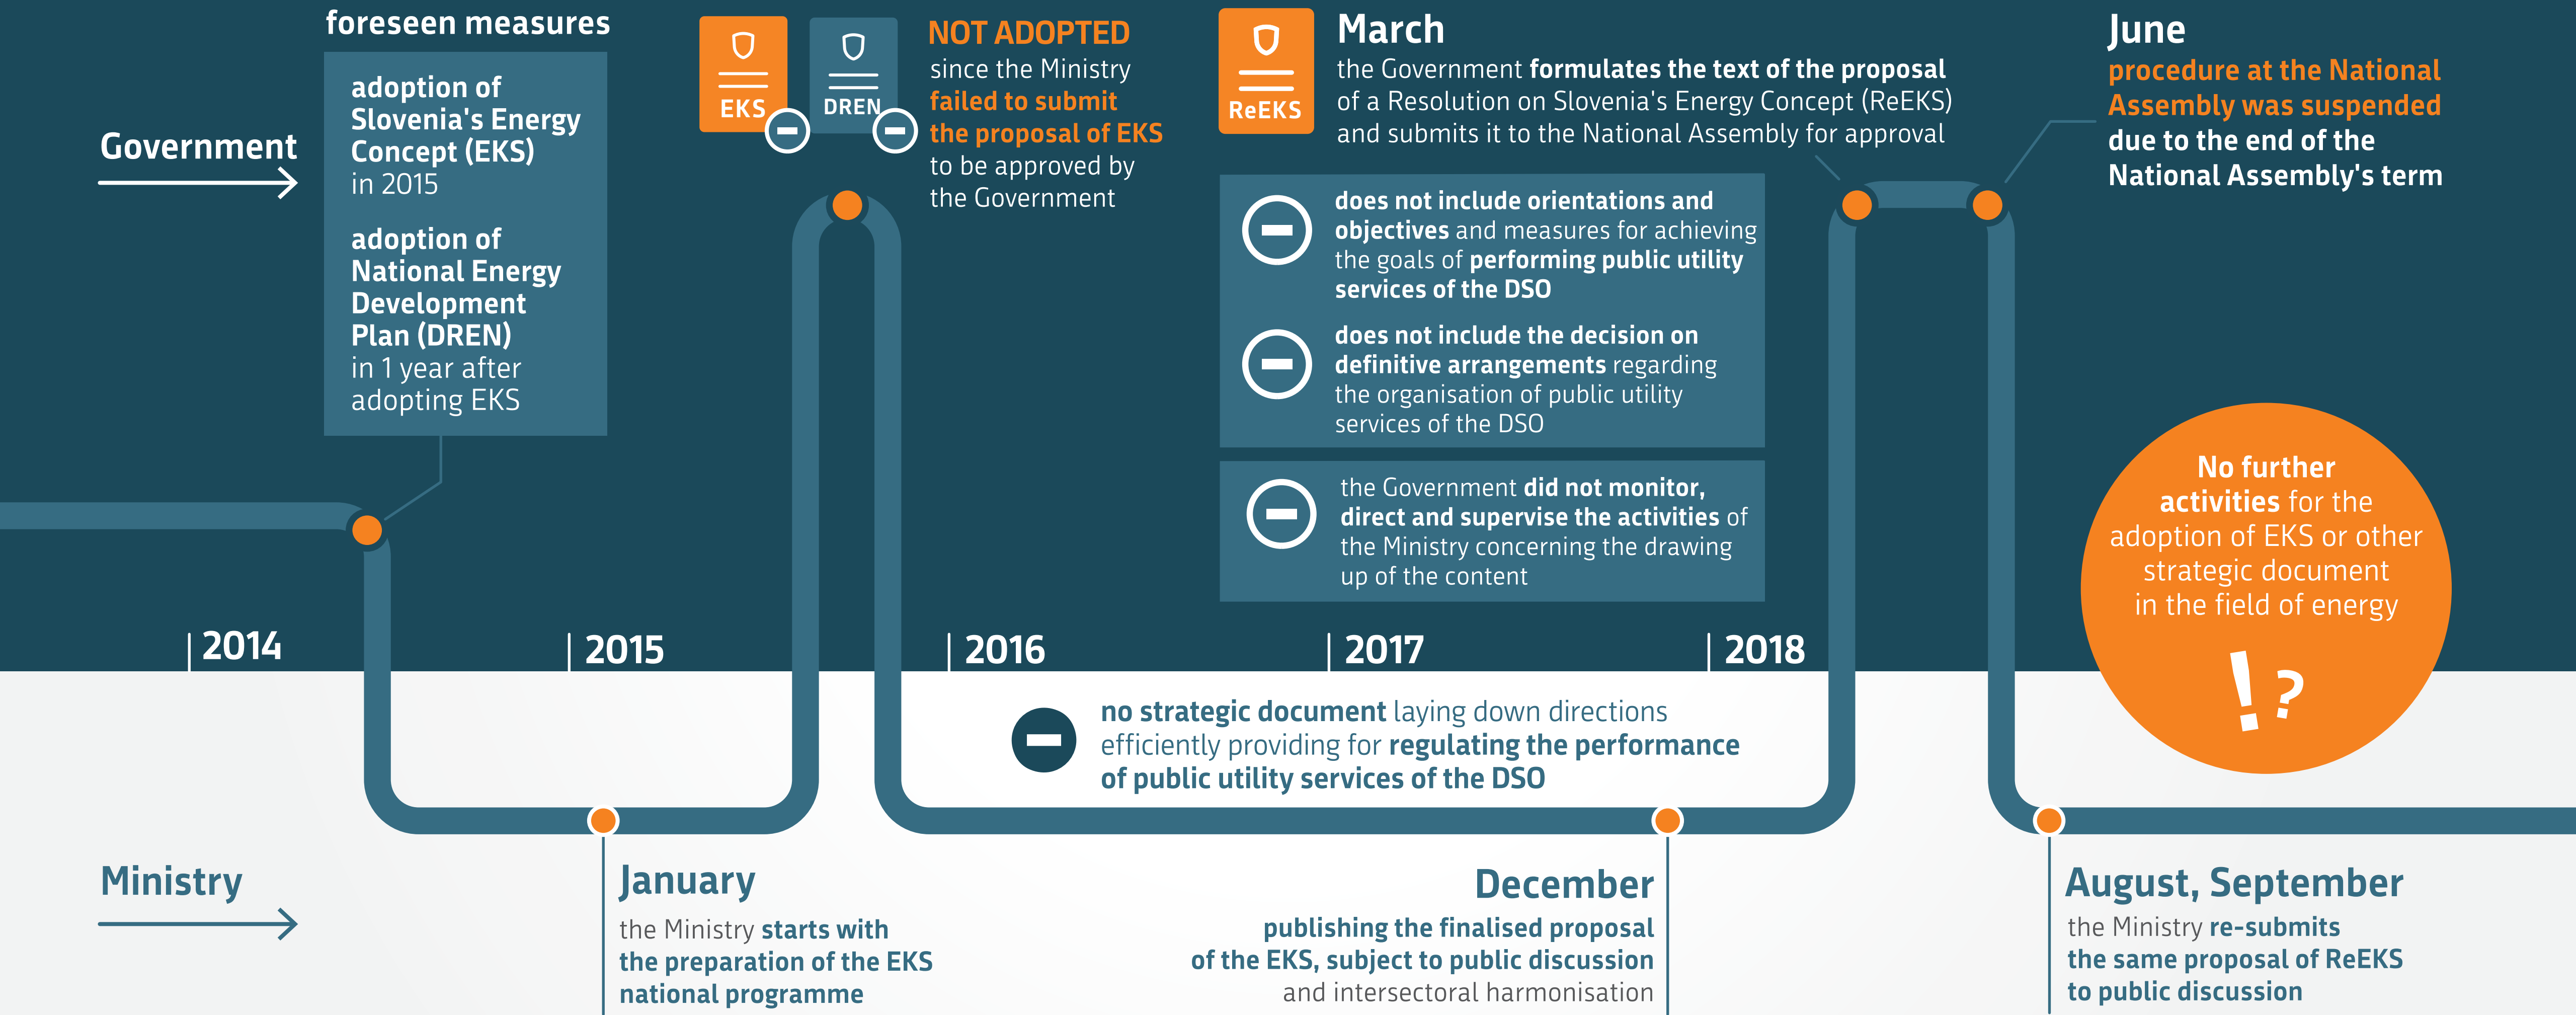 foreseen measures
Government
adoption of
Slovenia's Energy
Concept (EKS)
in 2015
adoption of
National Energy
Development
Plan (DREN)
in 1 year after
adopting EKS
EKS
DREN
NOT ADOPTED
since the Ministry
failed to submit
the proposal of EKS
to be approved by
the Government
ReEKS
March
the Government formulates the text of the proposal
of a Resolution on Slovenia's Energy Concept (ReEKS)
and submits it to the National Assembly for approval
does not include orientations and
objectives and measures for achieving
the goals of performing public utility
services of the DSO
does not include the decision on
definitive arrangements regarding
the organisation of public utility
services of the DSO
the Government did not monitor,
direct and supervise the activities of
the Ministry concerning the drawing
up of the content
June
procedure at the National
Assembly was suspended
due to the end of the
National Assembly's term
No further
activities for the
adoption of EKS or other
strategic document
in the field of energy
! ?
2014
2015
2016
2017
2018
no strategic document laying down directions
efficiently providing for regulating the performance
of public utility services of the DSO
Ministry
January
the Ministry starts with
the preparation of the EKS
national programme
December
publishing the finalised proposal
of the EKS, subject to public discussion
and intersectoral harmonisation
August, September
the Ministry re-submits
the same proposal of ReEKS
to public discussion